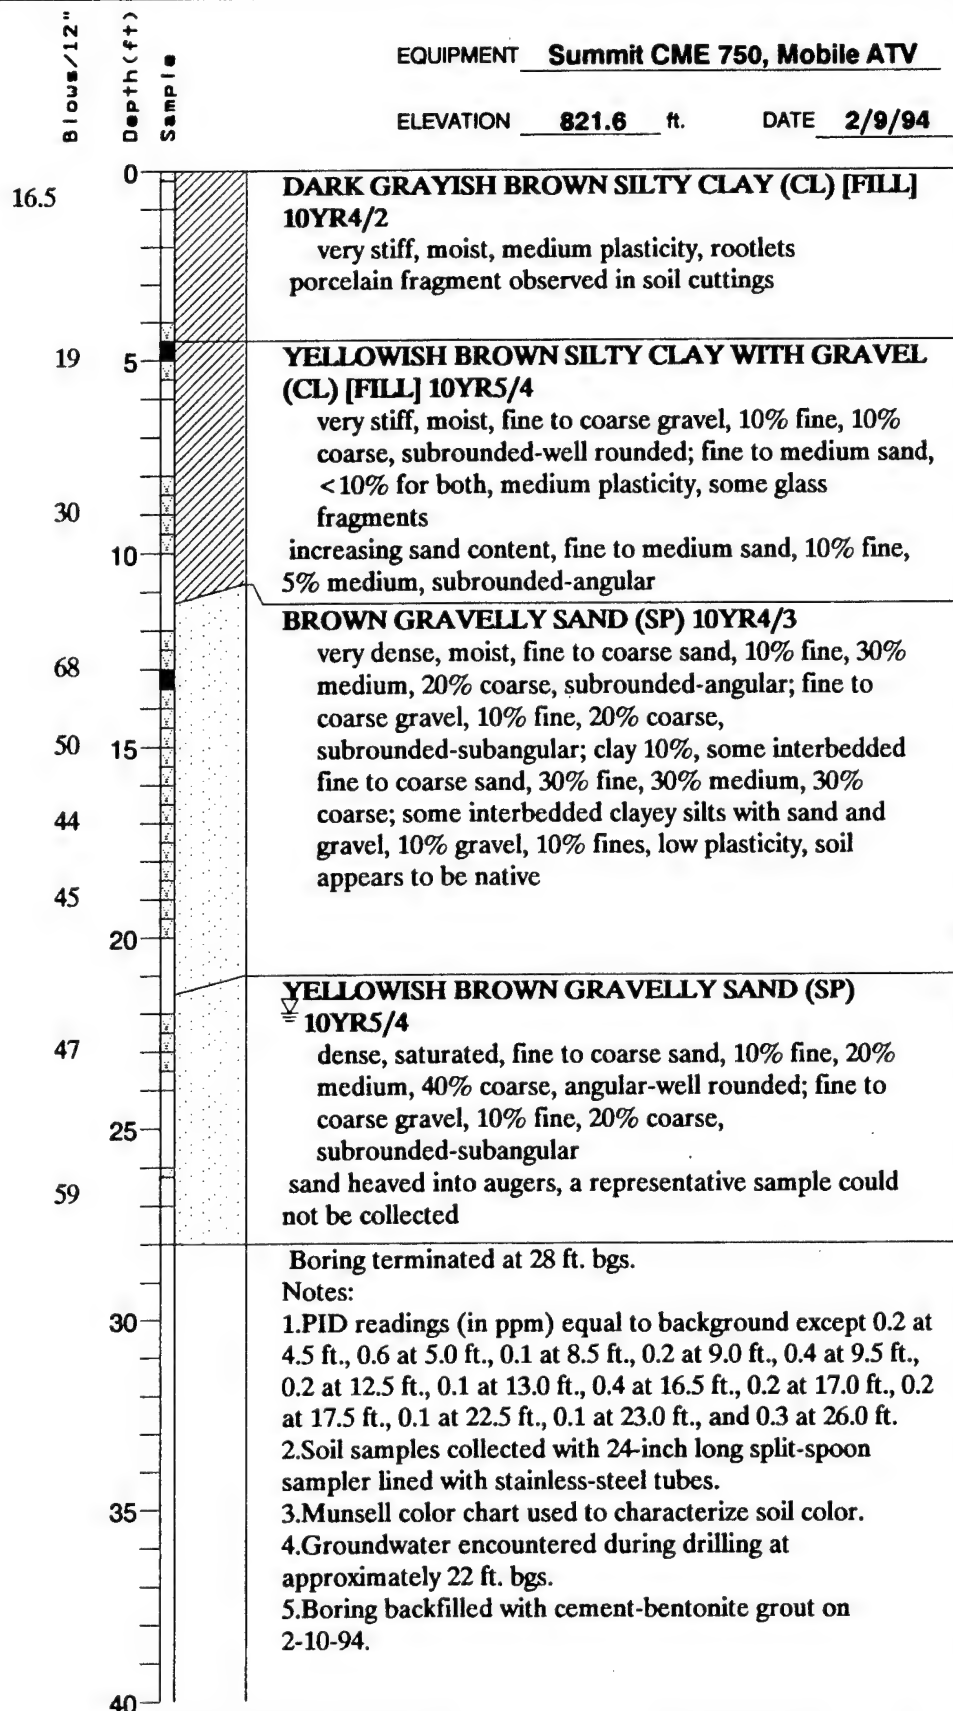 Blows/12"
Depth(ft)
Sample
EQUIPMENT Summit CME 750, Mobile ATV
ELEVATION 821.6 ft. DATE 2/9/94
0
16.5
DARK GRAYISH BROWN SILTY CLAY (CL) [FILL]
10YR4/2
very stiff, moist, medium plasticity, rootlets
porcelain fragment observed in soil cuttings
19
5
YELLOWISH BROWN SILTY CLAY WITH GRAVEL
(CL) [FILL] 10YR5/4
very stiff, moist, fine to coarse gravel, 10% fine, 10%
coarse, subrounded-well rounded; fine to medium sand,
<10% for both, medium plasticity, some glass
30
fragments
10
increasing sand content, fine to medium sand, 10% fine,
5% medium, subrounded-angular
BROWN GRAVELLY SAND (SP) 10YR4/3
68
very dense, moist, fine to coarse sand, 10% fine, 30%
medium, 20% coarse, subrounded-angular; fine to
coarse gravel, 10% fine, 20% coarse,
50
15
subrounded-subangular; clay 10%, some interbedded
fine to coarse sand, 30% fine, 30% medium, 30%
44
coarse; some interbedded clayey silts with sand and
gravel, 10% gravel, 10% fines, low plasticity, soil
appears to be native
45
20
YELLOWISH BROWN GRAVELLY SAND (SP)
10YR5/4
47
dense, saturated, fine to coarse sand, 10% fine, 20%
medium, 40% coarse, angular-well rounded; fine to
coarse gravel, 10% fine, 20% coarse,
25
subrounded-subangular
59
sand heaved into augers, a representative sample could
not be collected
Boring terminated at 28 ft. bgs.
Notes:
30
1.PID readings (in ppm) equal to background except 0.2 at
4.5 ft., 0.6 at 5.0 ft., 0.1 at 8.5 ft., 0.2 at 9.0 ft., 0.4 at 9.5 ft.,
0.2 at 12.5 ft., 0.1 at 13.0 ft., 0.4 at 16.5 ft., 0.2 at 17.0 ft., 0.2
at 17.5 ft., 0.1 at 22.5 ft., 0.1 at 23.0 ft., and 0.3 at 26.0 ft.
2.Soil samples collected with 24-inch long split-spoon
sampler lined with stainless-steel tubes.
35
3.Munsell color chart used to characterize soil color.
4.Groundwater encountered during drilling at
approximately 22 ft. bgs.
5.Boring backfilled with cement-bentonite grout on
2-10-94.
40